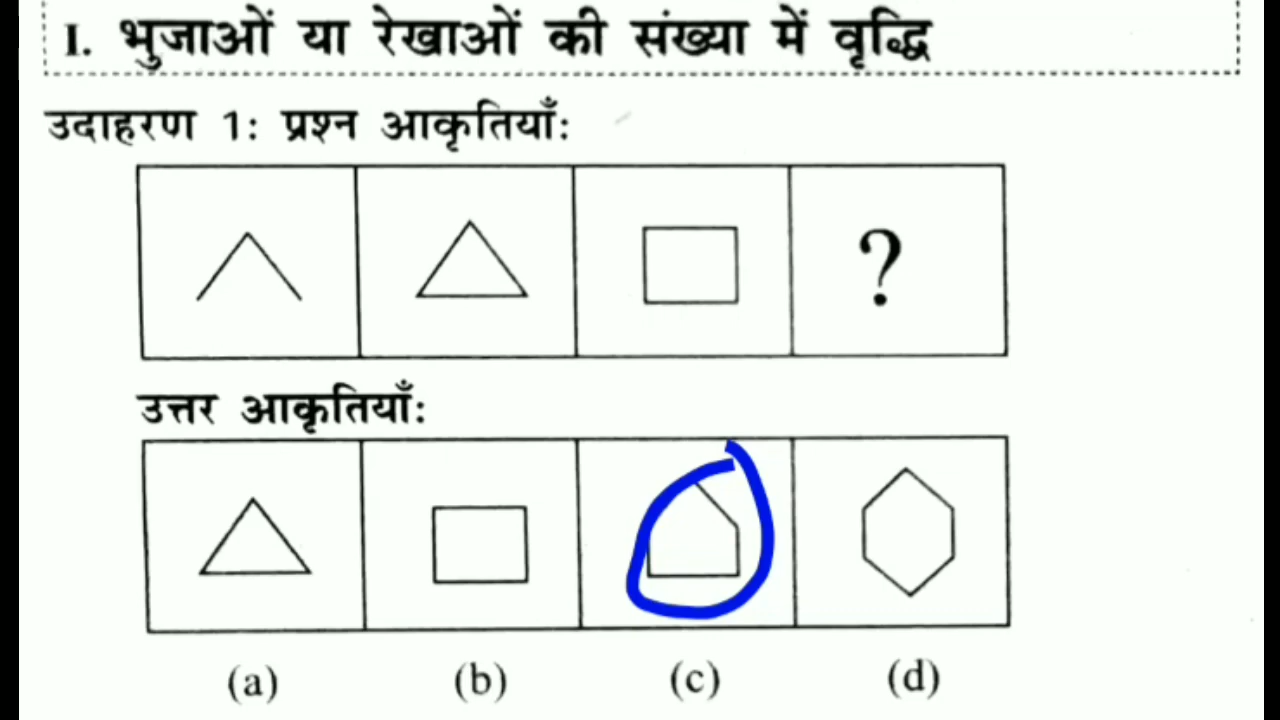 I. भुजाओं या रेखाओं की संख्या में वृद्धि
उदाहरण 1: प्रश्न आकृतियाँ:
?
उत्तर आकृतियाँ:
(a) (b) (c) (d)